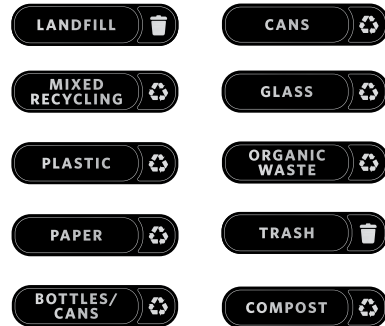 LANDFILL
CANS
MIXED
RECYCLING
GLASS
PLASTIC
ORGANIC
WASTE
PAPER
TRASH
BOTTLES/
CANS
COMPOST